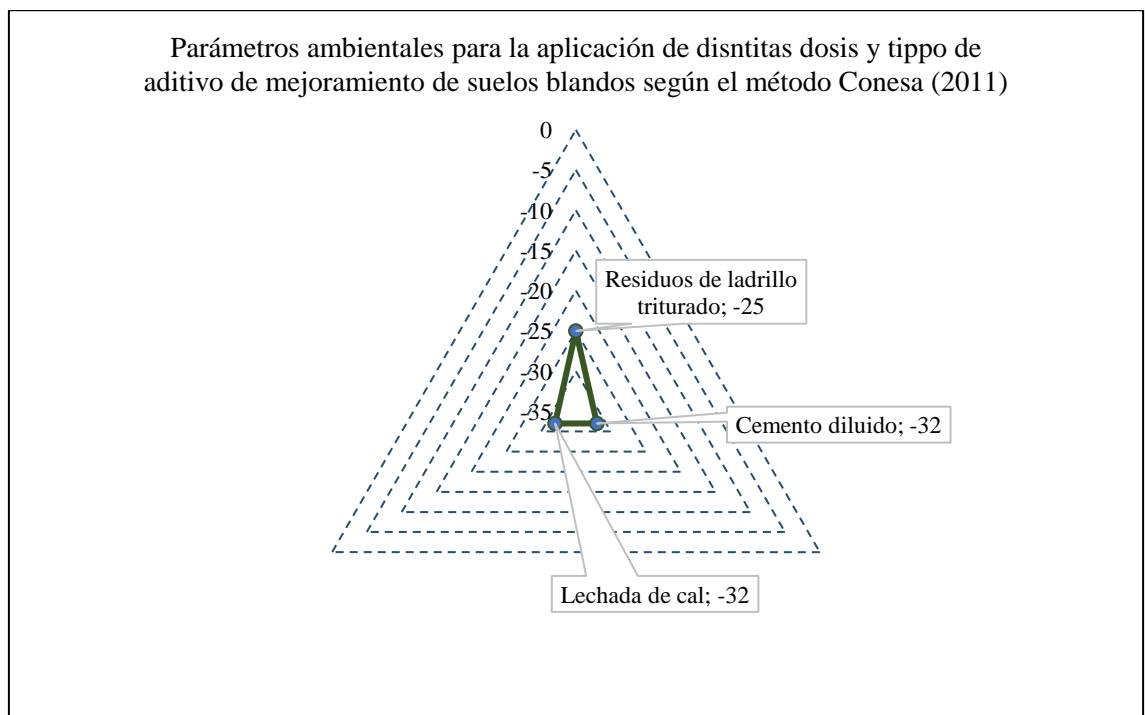 Parámetros ambientales para la aplicación de disntitas dosis y tippo de
aditivo de mejoramiento de suelos blandos según el método Conesa (2011)
0
-5
-10
-15
-20
Residuos de ladrillo
triturado; -25
-25
-30
-35
Cemento diluido; -32
Lechada de cal; -32